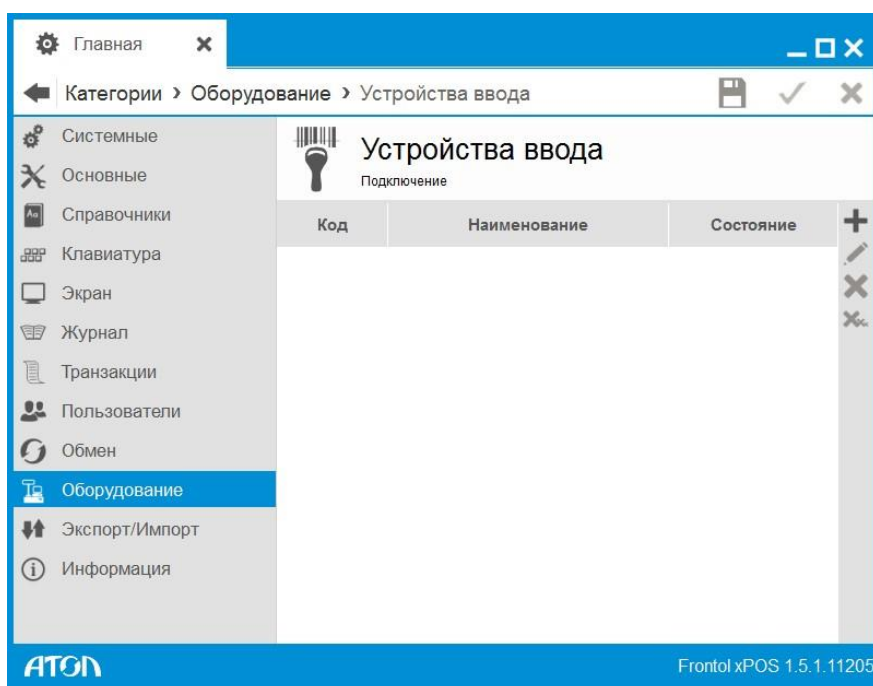 Главная
Категории > Оборудование > Устройства ввода
Системные
Основные
Справочники
Клавиатура
Экран
Журнал
Транзакции
Пользователи
Обмен
Оборудование
Экспорт/Импорт
Информация
Устройства ввода
Подключение
Код Наименование Состояние
АТОЛ
Frontol xPOS 1.5.1.11205